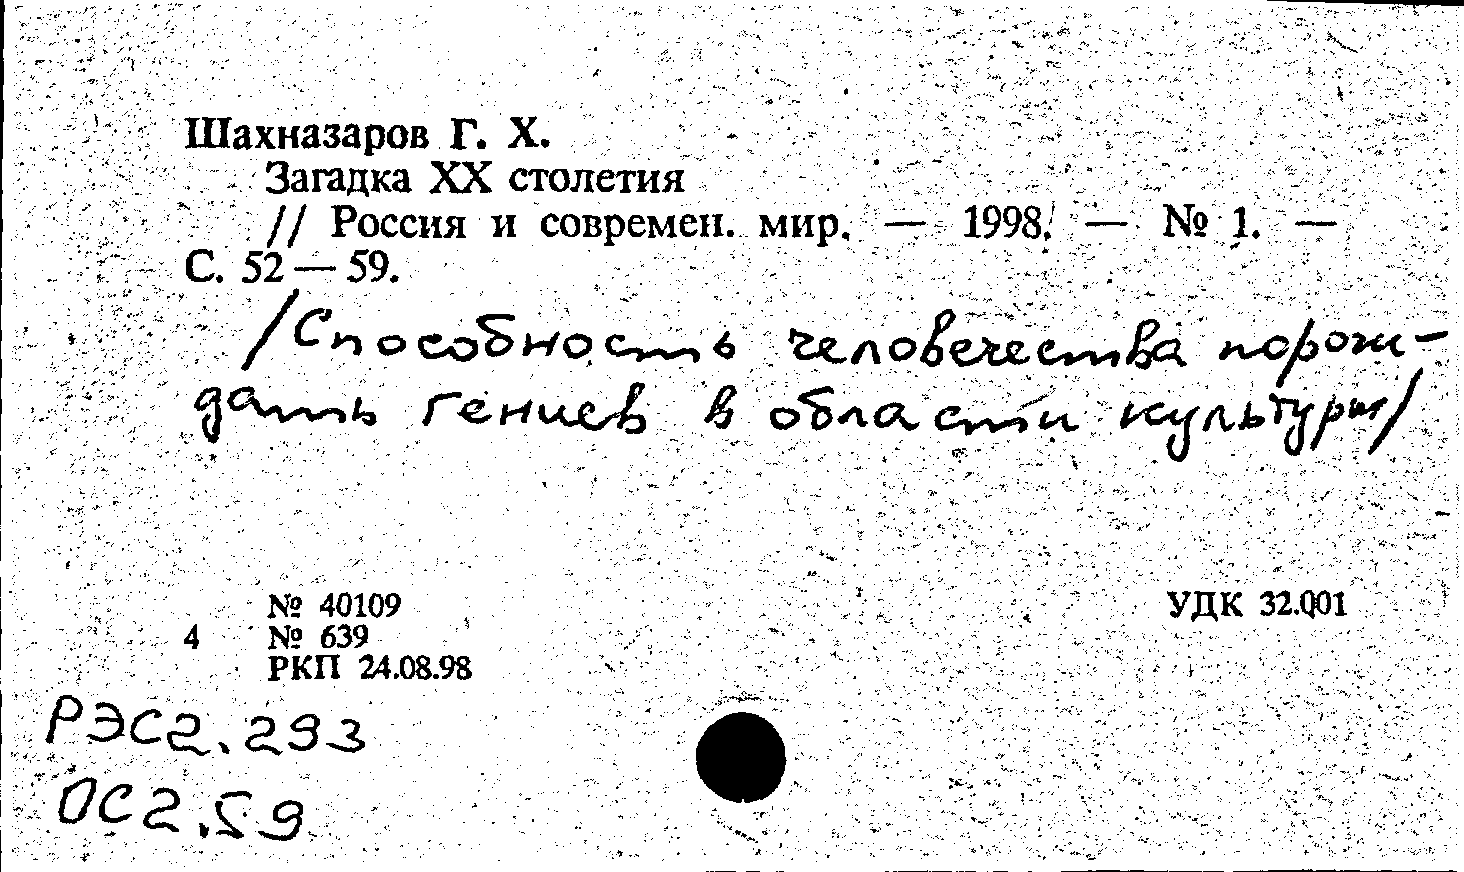 Шахназаров Г. Х.
Загадка XX столетия
// Россия и современ. мир. — 1998. — № 1. —
С. 52—59.
/Способность человечества порож-
дать гениев в области культуры/
№ 40109
УДК 32.001
4 № 639
РКП 24.08.98
РЭС2.293
ОС2.59